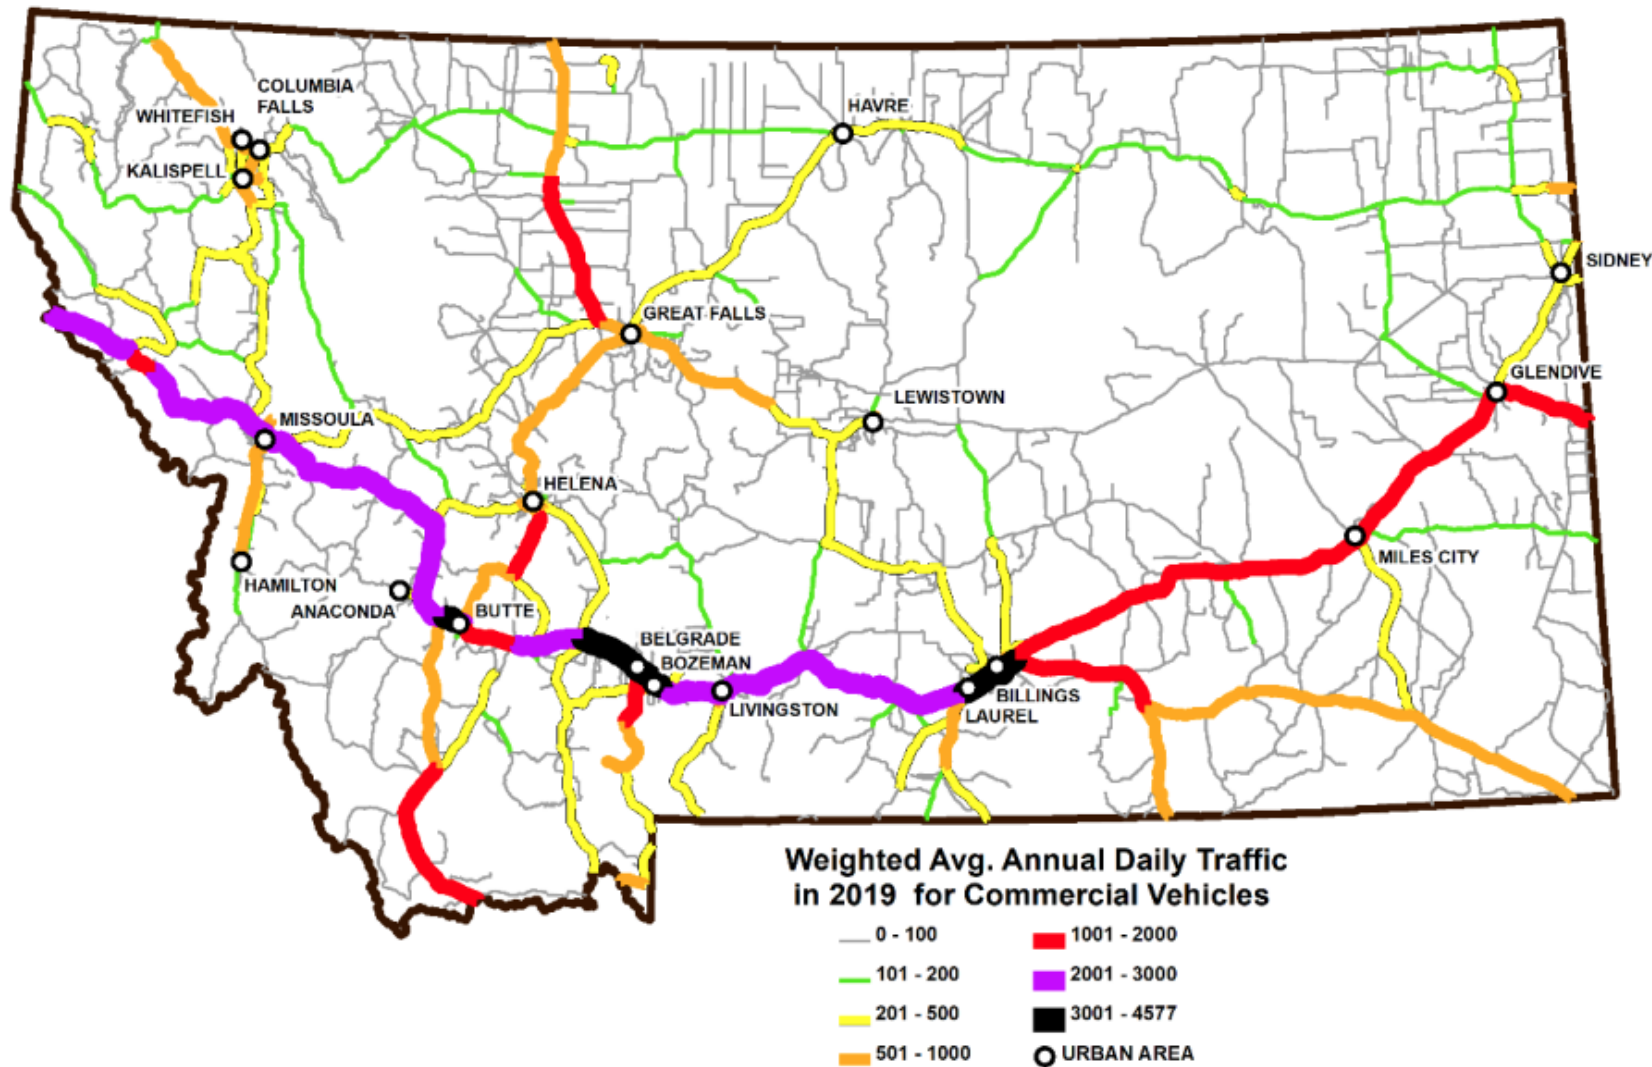 COLUMBIA
FALLS
WHITEFISH
HAVRE
KALISPELL
SIDNEY
GREAT FALLS
GLENDIVE
LEWISTOWN
MISSOULA
HELENA
MILES CITY
HAMILTON
ANACONDA
BUTTE
BELGRADE
BOZEMAN
BILLINGS
LIVINGSTON
LAUREL
Weighted Avg. Annual Daily Traffic
in 2019 for Commercial Vehicles
0 - 100
101 - 200
201 - 500
501 - 1000
1001 - 2000
2001 - 3000
3001 - 4577
URBAN AREA